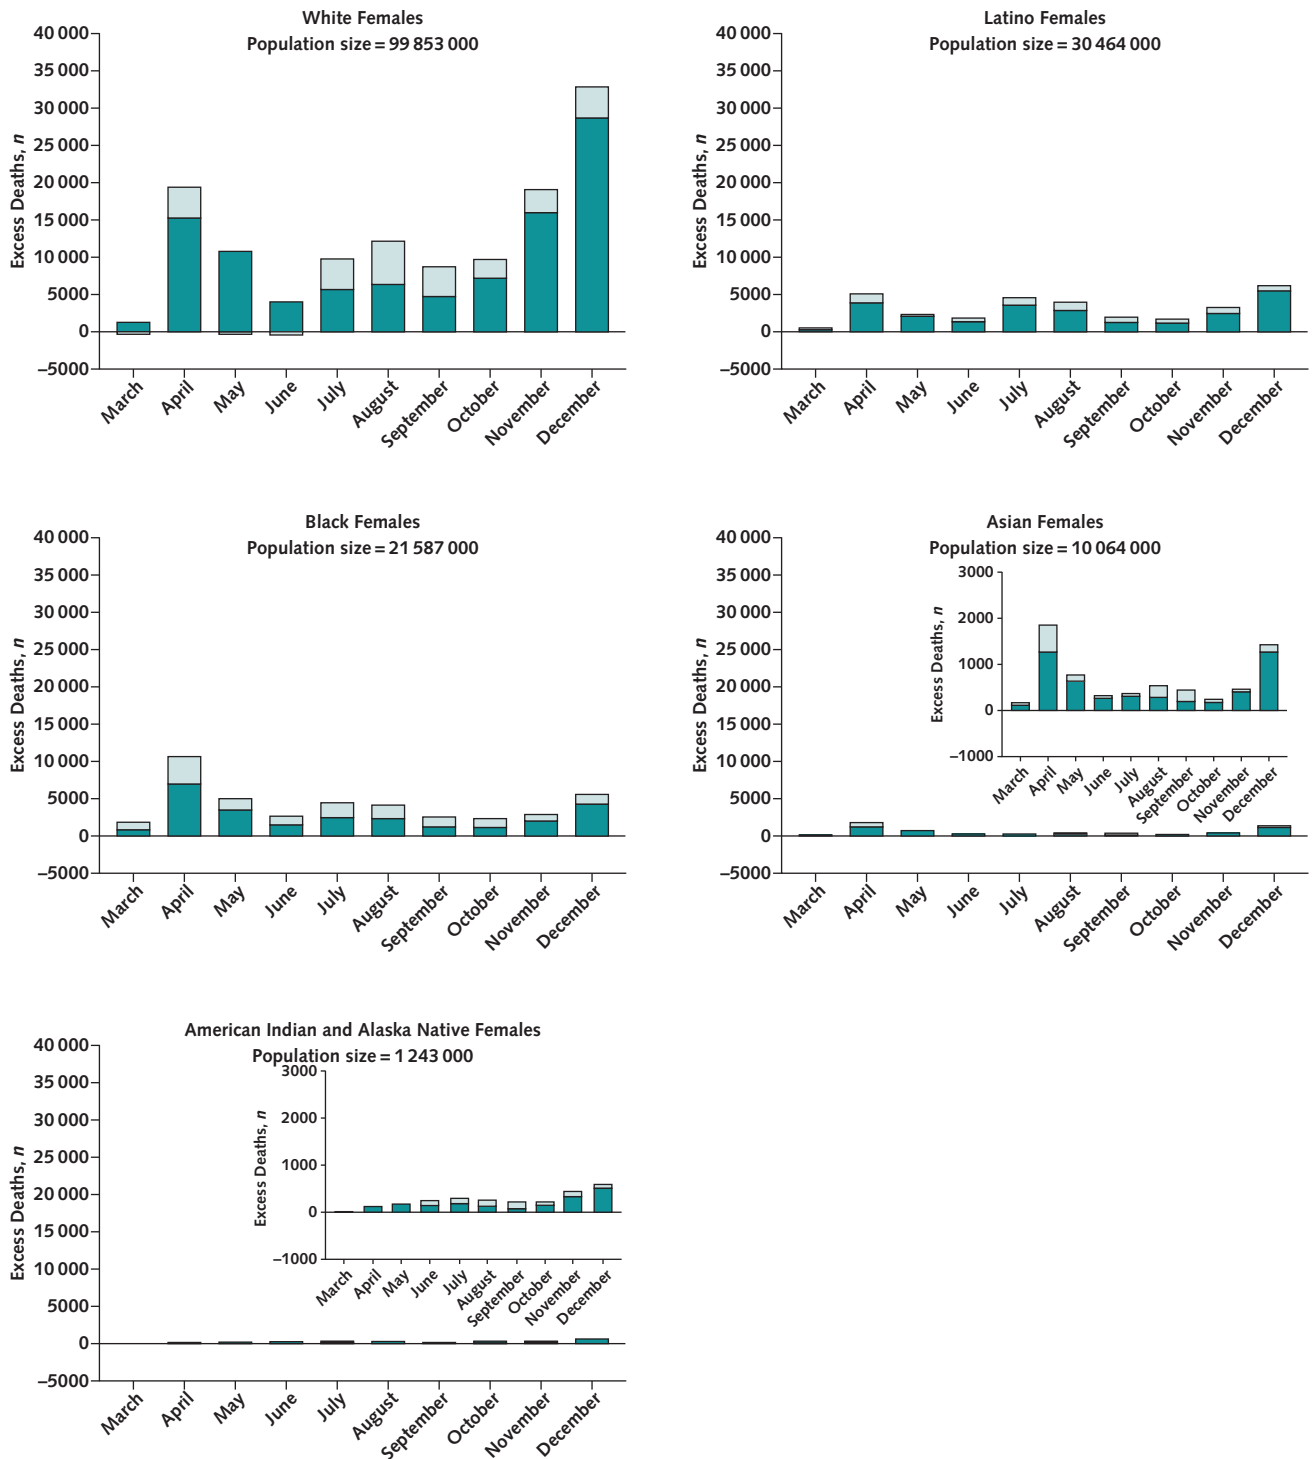 White Females
Population size = 99 853 000
40 000
35 000
30 000
25 000
20 000
15 000
10 000
5000
0
–5000
Excess Deaths, n
March
April
May
June
July
August
September
October
November
December
Latino Females
Population size = 30 464 000
40 000
35 000
30 000
25 000
20 000
15 000
10 000
5000
0
–5000
Excess Deaths, n
March
April
May
June
July
August
September
October
November
December
Black Females
Population size = 21 587 000
40 000
35 000
30 000
25 000
20 000
15 000
10 000
5000
0
–5000
Excess Deaths, n
March
April
May
June
July
August
September
October
November
December
Asian Females
Population size = 10 064 000
40 000
35 000
30 000
25 000
20 000
15 000
10 000
5000
0
–5000
Excess Deaths, n
3000
2000
1000
0
–1000
Excess Deaths, n
March
April
May
June
July
August
September
October
November
December
March
April
May
June
July
August
September
October
November
December
American Indian and Alaska Native Females
Population size = 1 243 000
40 000
35 000
30 000
25 000
20 000
15 000
10 000
5000
0
–5000
Excess Deaths, n
3000
2000
1000
0
–1000
Excess Deaths, n
March
April
May
June
July
August
September
October
November
December
March
April
May
June
July
August
September
October
November
December